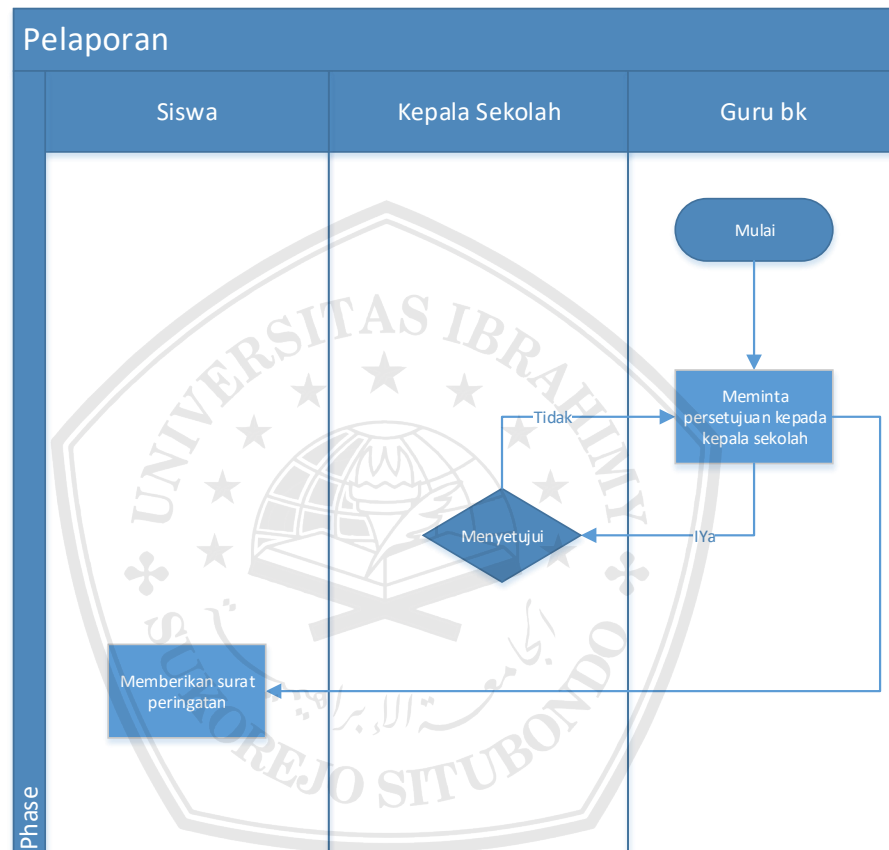 Pelaporan
Siswa
Kepala Sekolah
Guru bk
Mulai
Meminta
persetujuan kepada
kepala sekolah
Tidak
Menyetujui
IYa
Memberikan surat
peringatan
Phase
UNIVERSITAS IBRAHIMY
SUKOREJO SITUBONDO